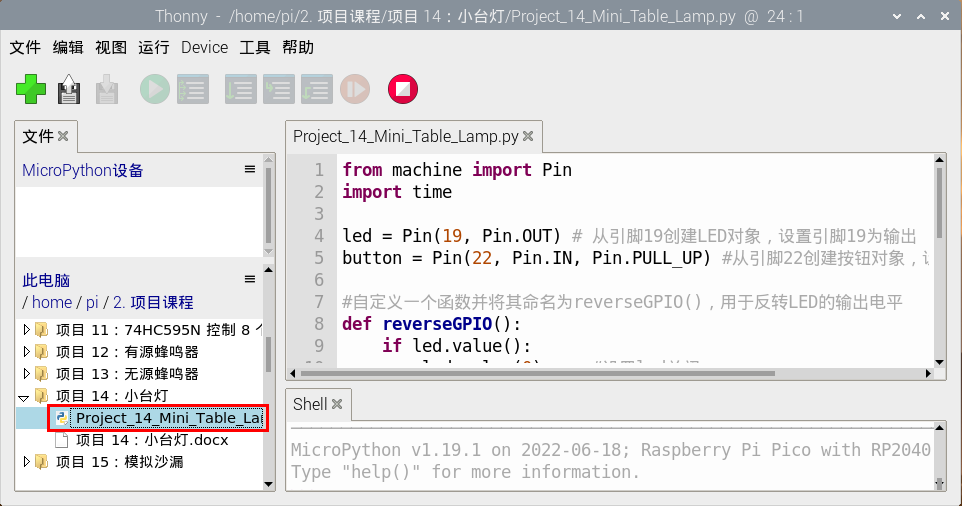 Thonny - /home/pi/2. 项目课程/项目 14：小台灯/Project_14_Mini_Table_Lamp.py @ 24 : 1
文件 编辑 视图 运行 Device 工具 帮助
文件
MicroPython设备
此电脑
/ home / pi / 2. 项目课程
项目 11：74HC595N 控制 8 个
项目 12：有源蜂鸣器
项目 13：无源蜂鸣器
项目 14：小台灯
Project_14_Mini_Table_La
项目 14：小台灯.docx
项目 15：模拟沙漏
Project_14_Mini_Table_Lamp.py
1 from machine import Pin
2 import time
3
4 led = Pin(19, Pin.OUT) # 从引脚19创建LED对象，设置引脚19为输出
5 button = Pin(22, Pin.IN, Pin.PULL_UP) #从引脚22创建按钮对象，
6
7 #自定义一个函数并将其命名为reverseGPIO()，用于反转LED的输出电平
8 def reverseGPIO():
9 if led.value():
Shell
MicroPython v1.19.1 on 2022-06-18; Raspberry Pi Pico with RP2040
Type "help()" for more information.